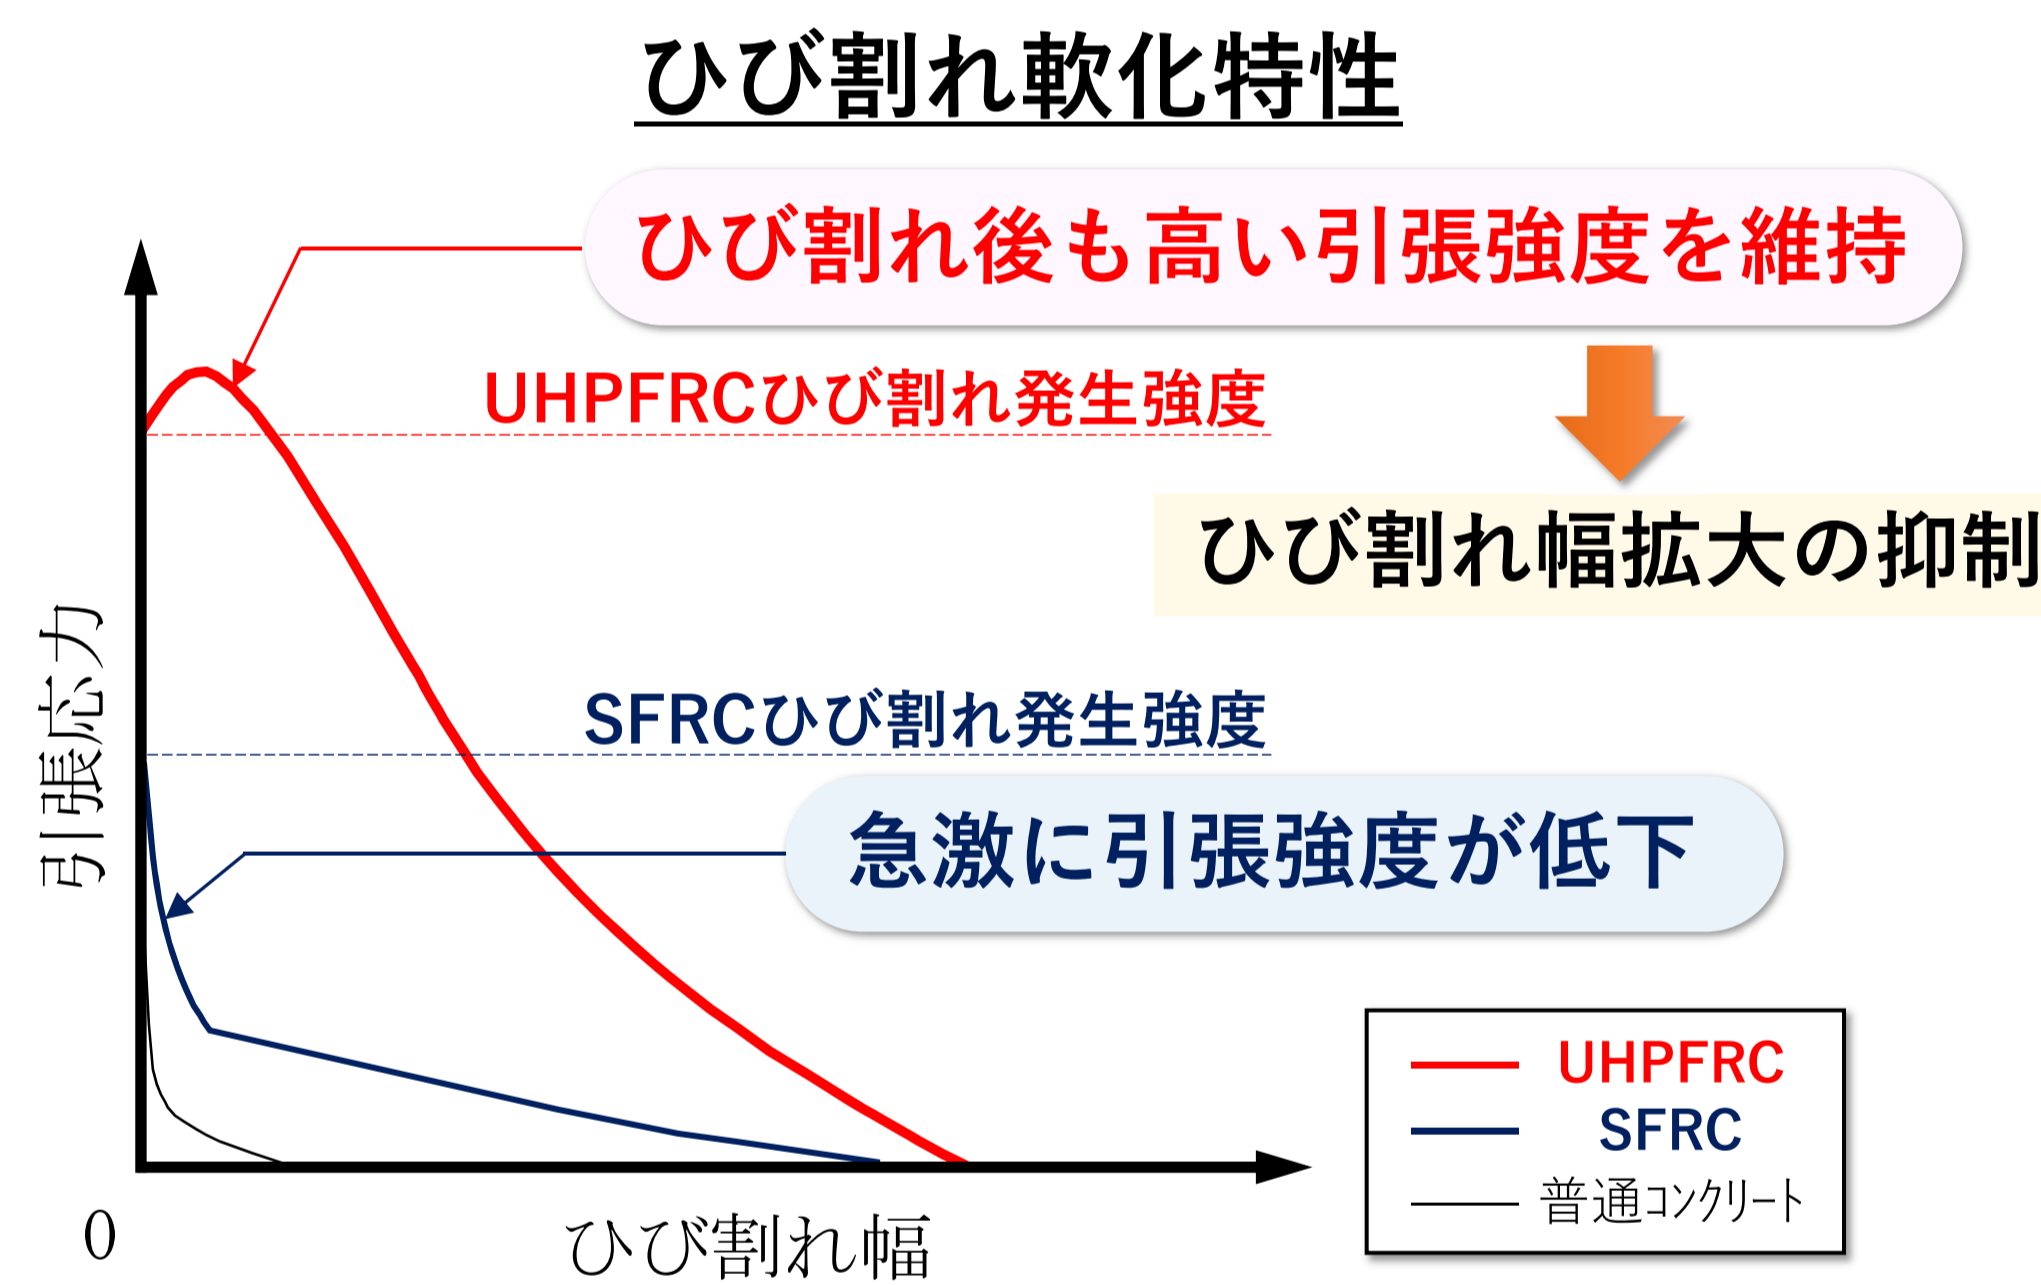 ひび割れ軟化特性
ひび割れ後も高い引張強度を維持
UHPFRCひび割れ発生強度
ひび割れ幅拡大の抑制
SFRCひび割れ発生強度
急激に引張強度が低下
引張応力
UHPFRC
SFRC
普通ｺﾝｸﾘｰﾄ
0
ひび割れ幅